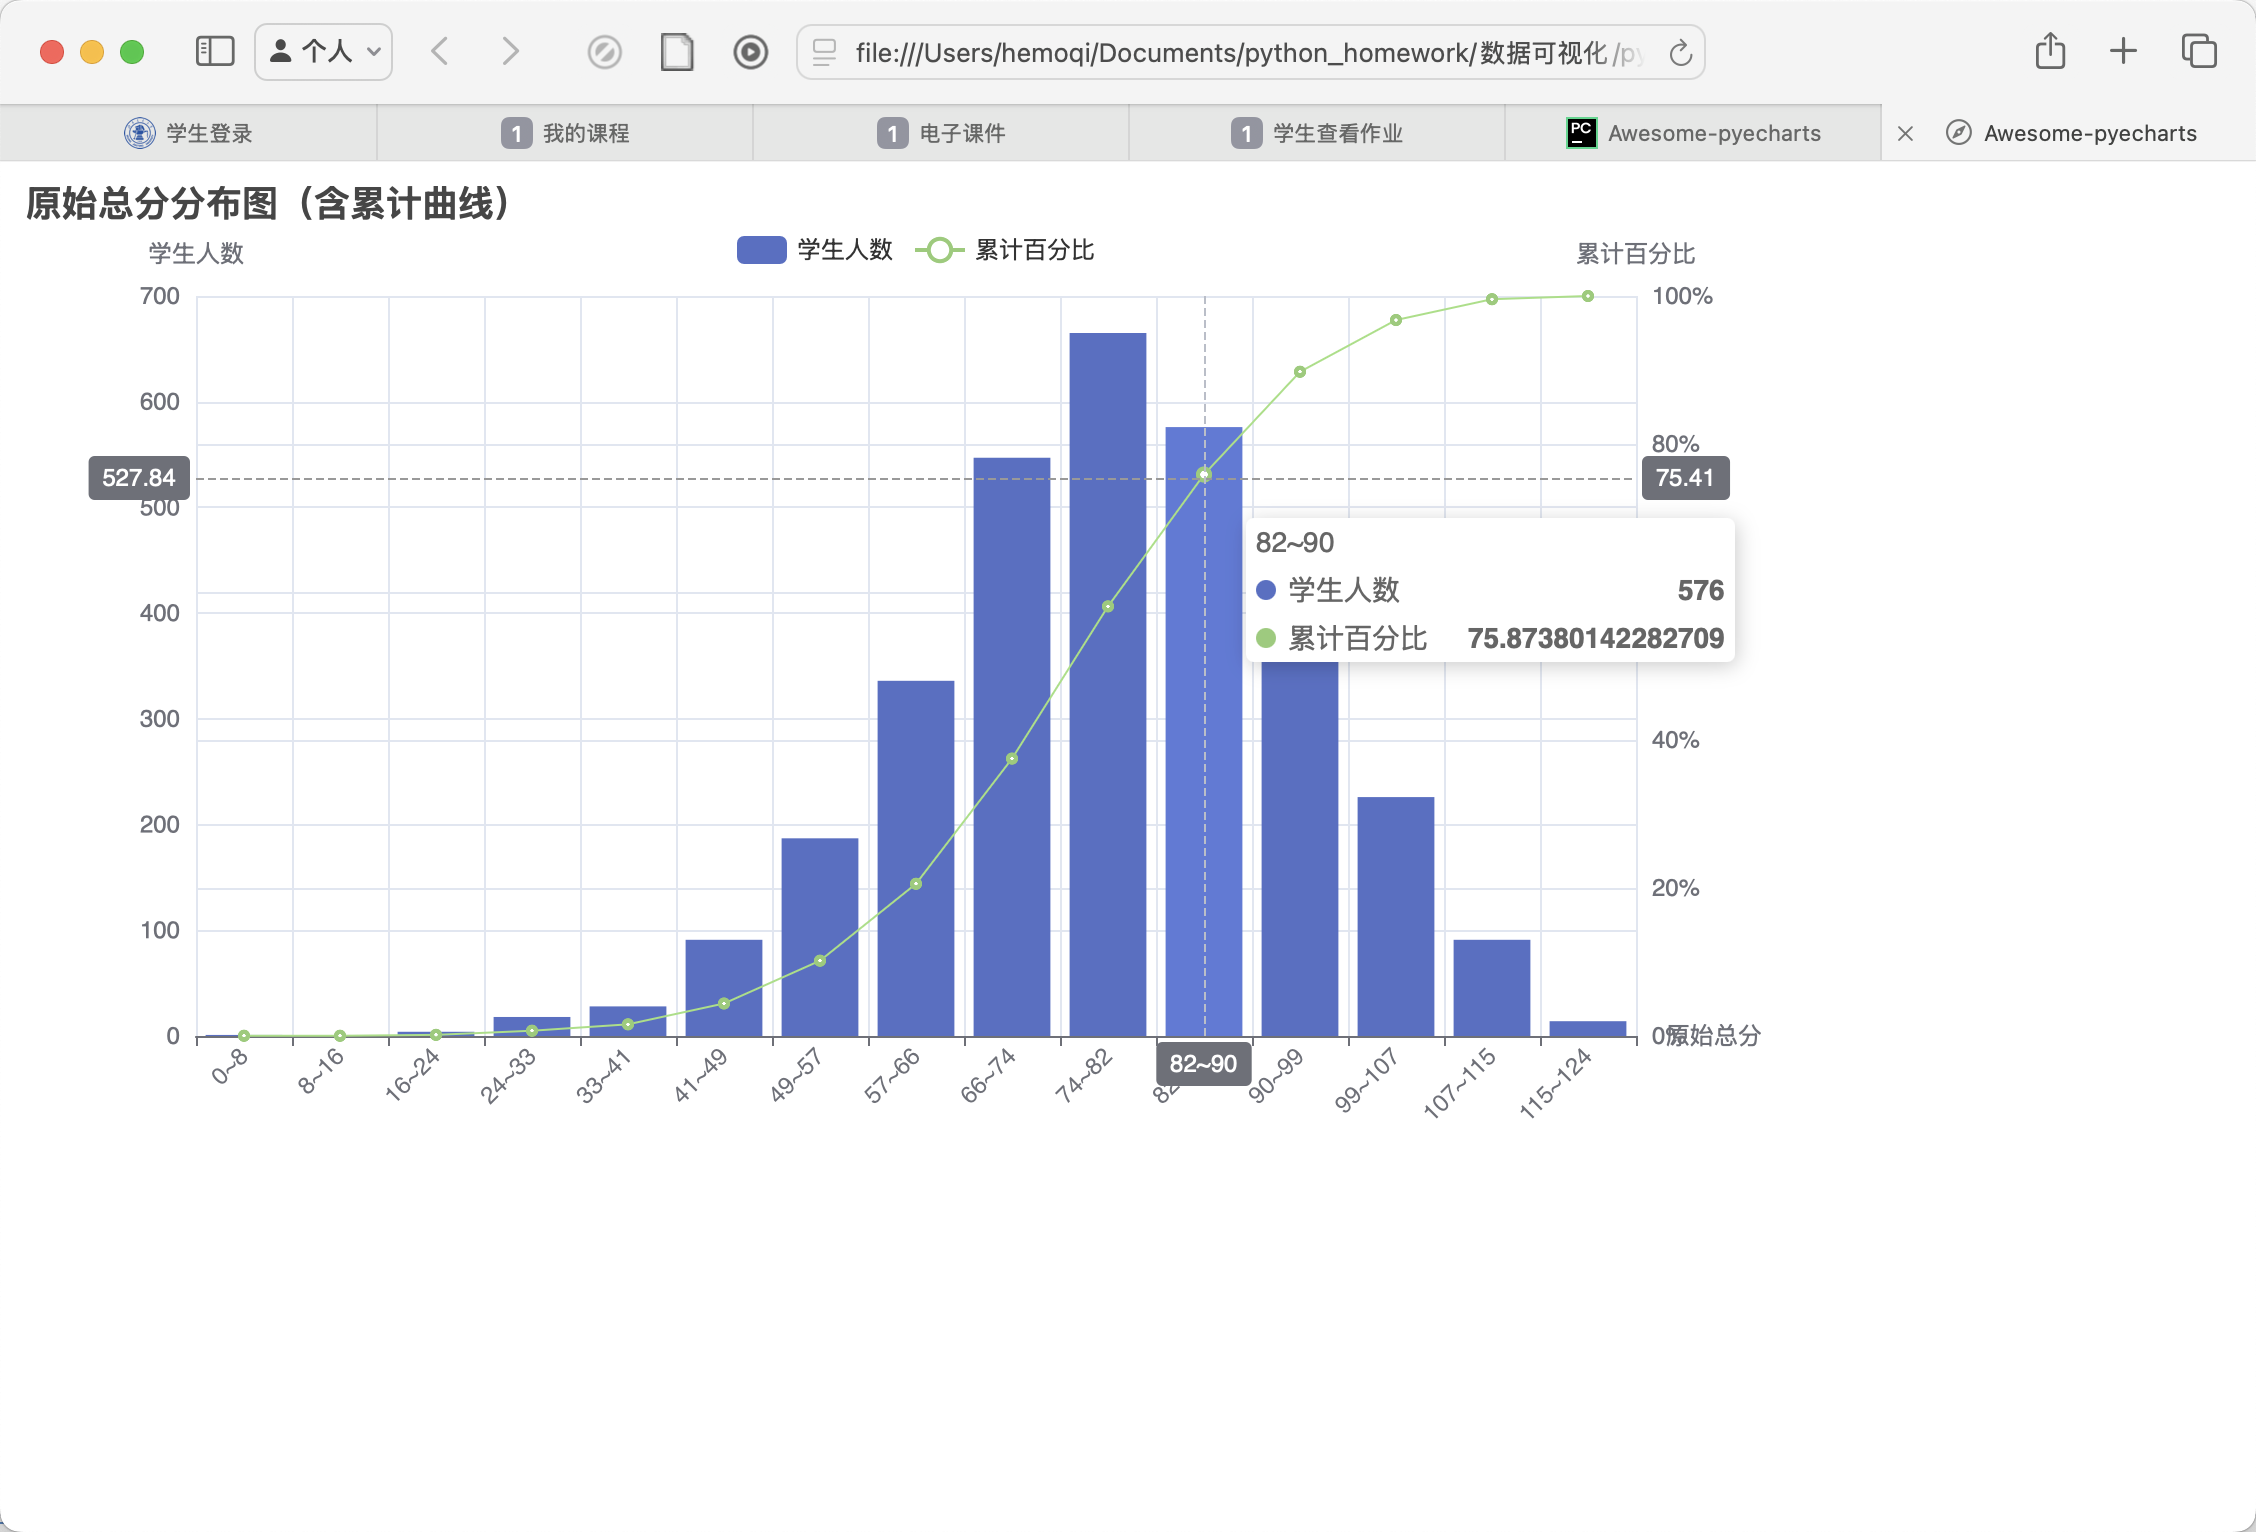 个人
file:///Users/hemoqi/Documents/python_homework/数据可视化/py
学生登录
1 我的课程
1 电子课件
1 学生查看作业
PC Awesome-pyecharts
Awesome-pyecharts
原始总分分布图（含累计曲线）
学生人数
学生人数 累计百分比
累计百分比
700
600
527.84
500
400
300
200
100
0
100%
80%
75.41
40%
20%
0%
原始总分
82~90
学生人数 576
累计百分比 75.87380142282709
0~8
8~16
16~24
24~33
33~41
41~49
49~57
57~66
66~74
74~82
82~90
90~99
99~107
107~115
115~124